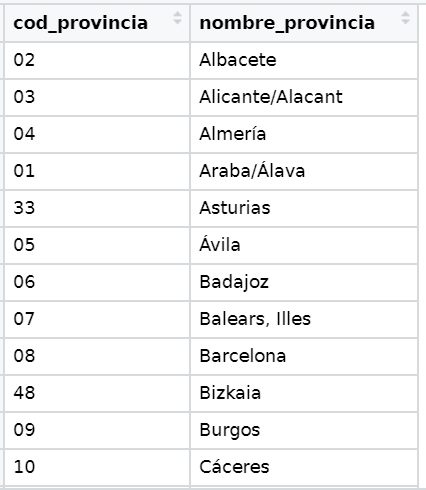 cod_provincia nombre_provincia
02 Albacete
03 Alicante/Alacant
04 Almería
01 Araba/Álava
33 Asturias
05 Ávila
06 Badajoz
07 Balears, Illes
08 Barcelona
48 Bizkaia
09 Burgos
10 Cáceres